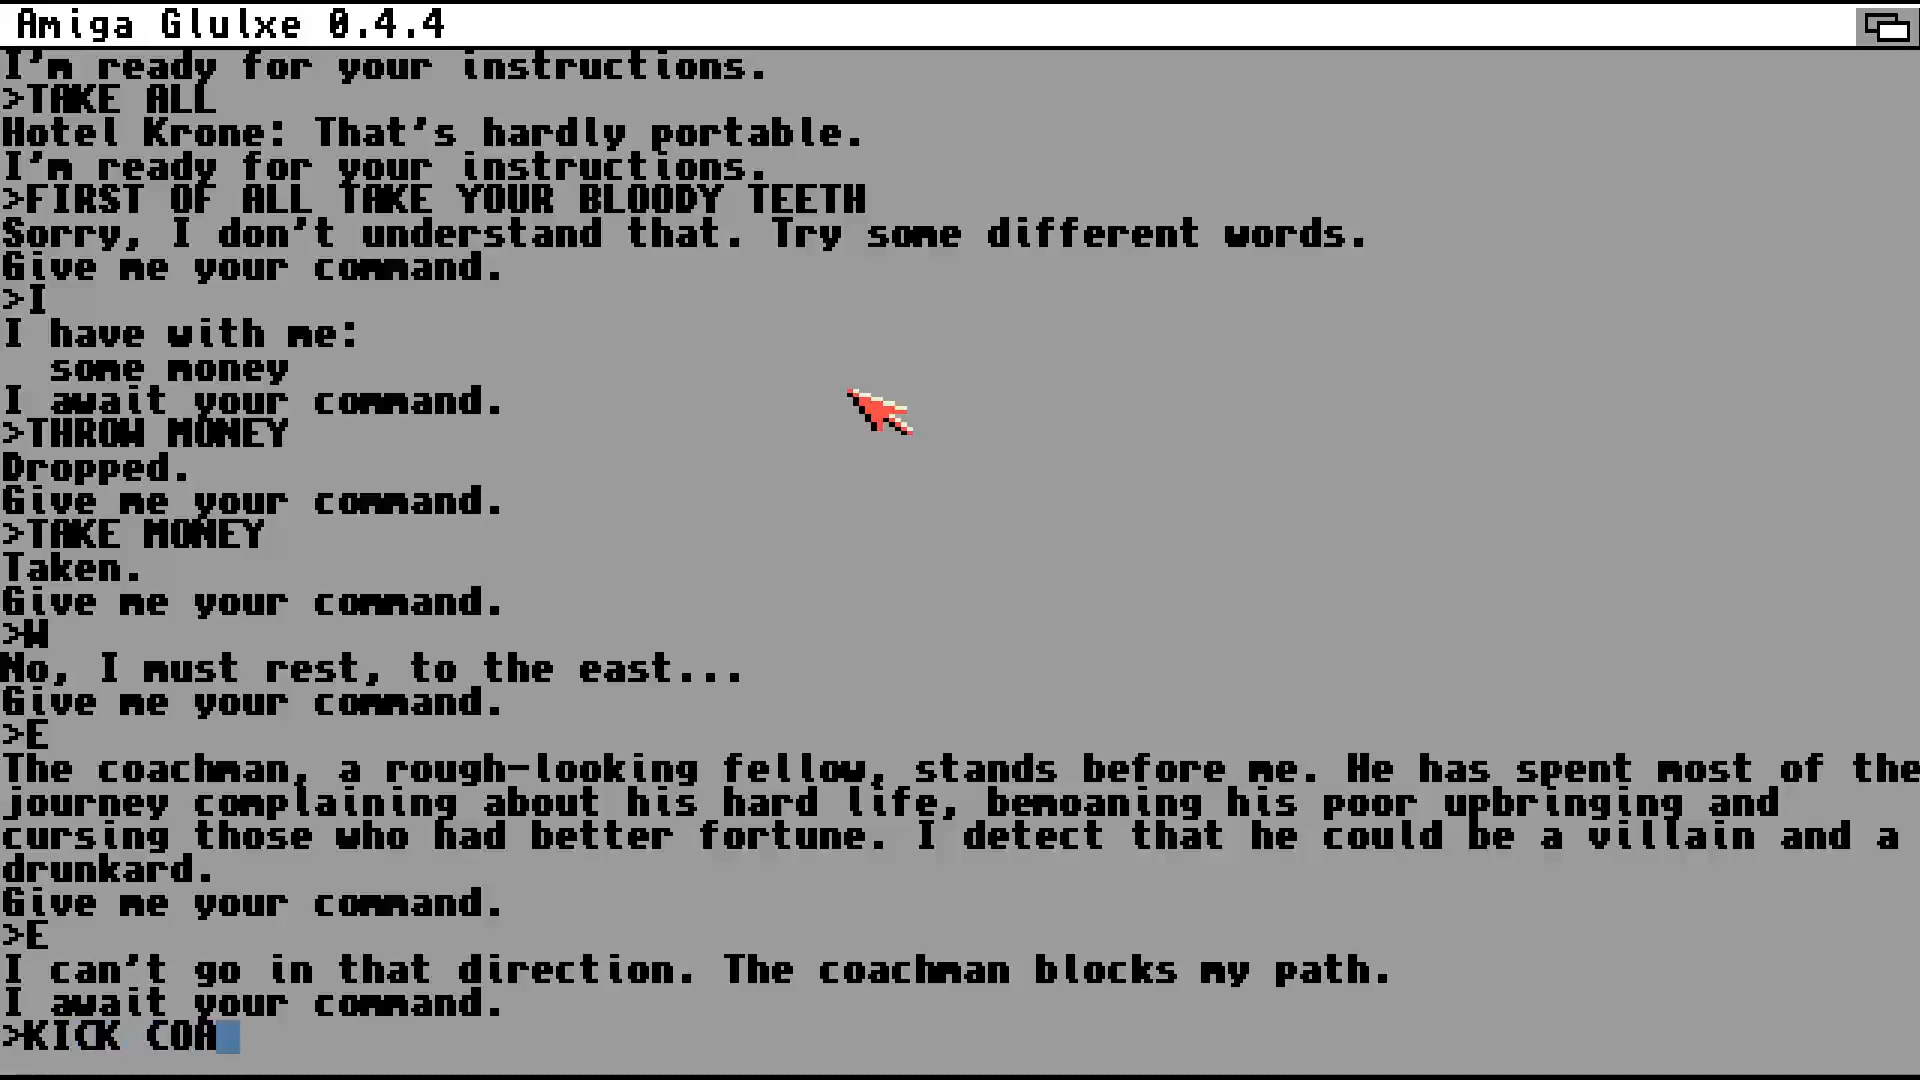 Amiga Glulxe 0.4.4
I'm ready for your instructions.
>TAKE ALL
Hotel Krone: That's hardly portable.
I'm ready for your instructions.
>FIRST OF ALL TAKE YOUR BLOODY TEETH
Sorry, I don't understand that. Try some different words.
Give me your command.
>I
I have with me:
some money
I await your command.
>THROW MONEY
Dropped.
Give me your command.
>TAKE MONEY
Taken.
Give me your command.
>W
No, I must rest, to the east...
Give me your command.
>E
The coachman, a rough-looking fellow, stands before me. He has spent most of the
journey complaining about his hard life, bemoaning his poor upbringing and
cursing those who had better fortune. I detect that he could be a villain and a
drunkard.
Give me your command.
>E
I can't go in that direction. The coachman blocks my path.
I await your command.
>KICK COA